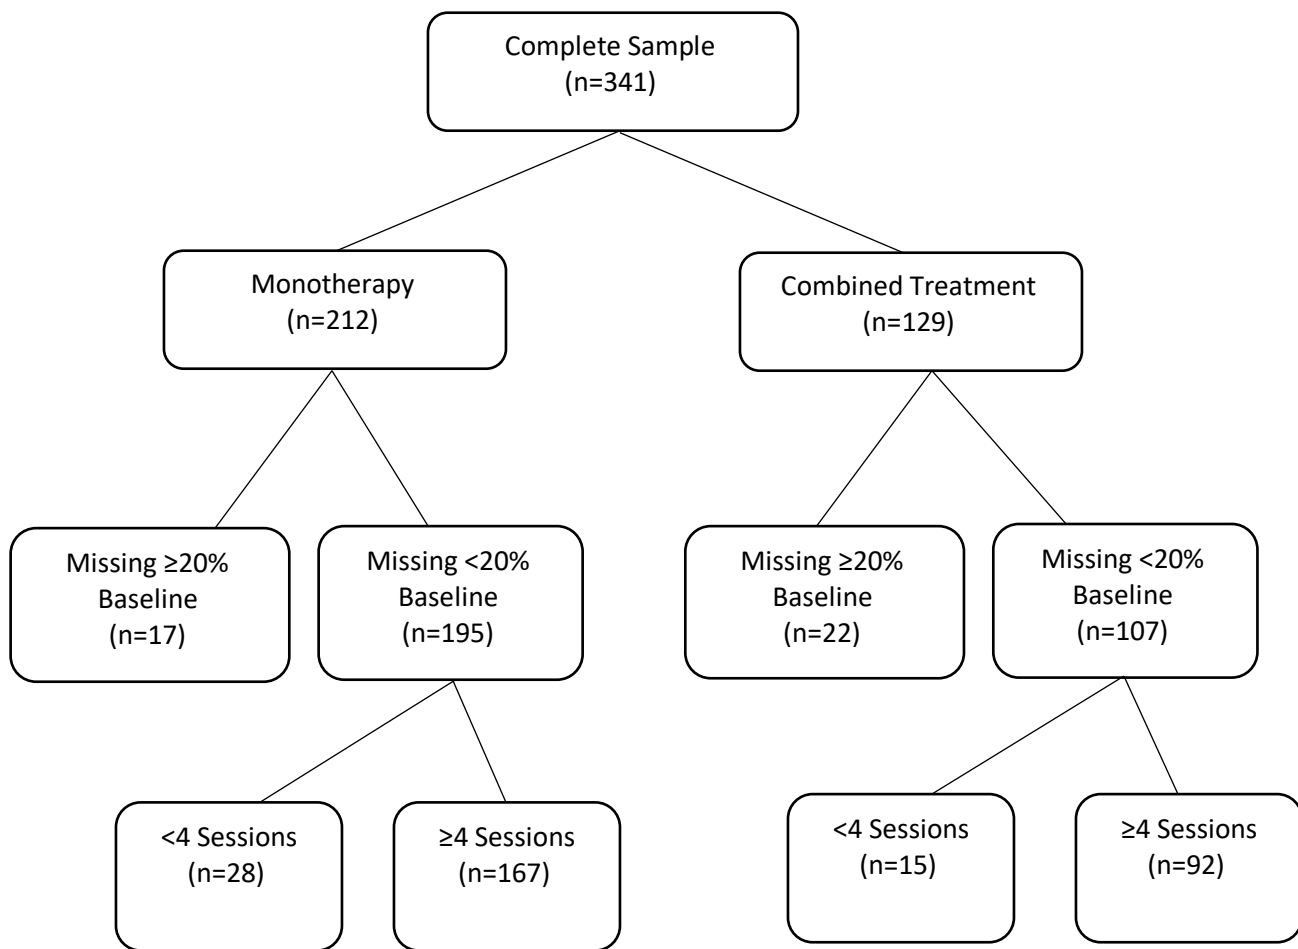 Complete Sample
(n=341)
Monotherapy
(n=212)
Combined Treatment
(n=129)
Missing ≥20%
Baseline
(n=17)
Missing <20%
Baseline
(n=195)
Missing ≥20%
Baseline
(n=22)
Missing <20%
Baseline
(n=107)
<4 Sessions
(n=28)
≥4 Sessions
(n=167)
<4 Sessions
(n=15)
≥4 Sessions
(n=92)